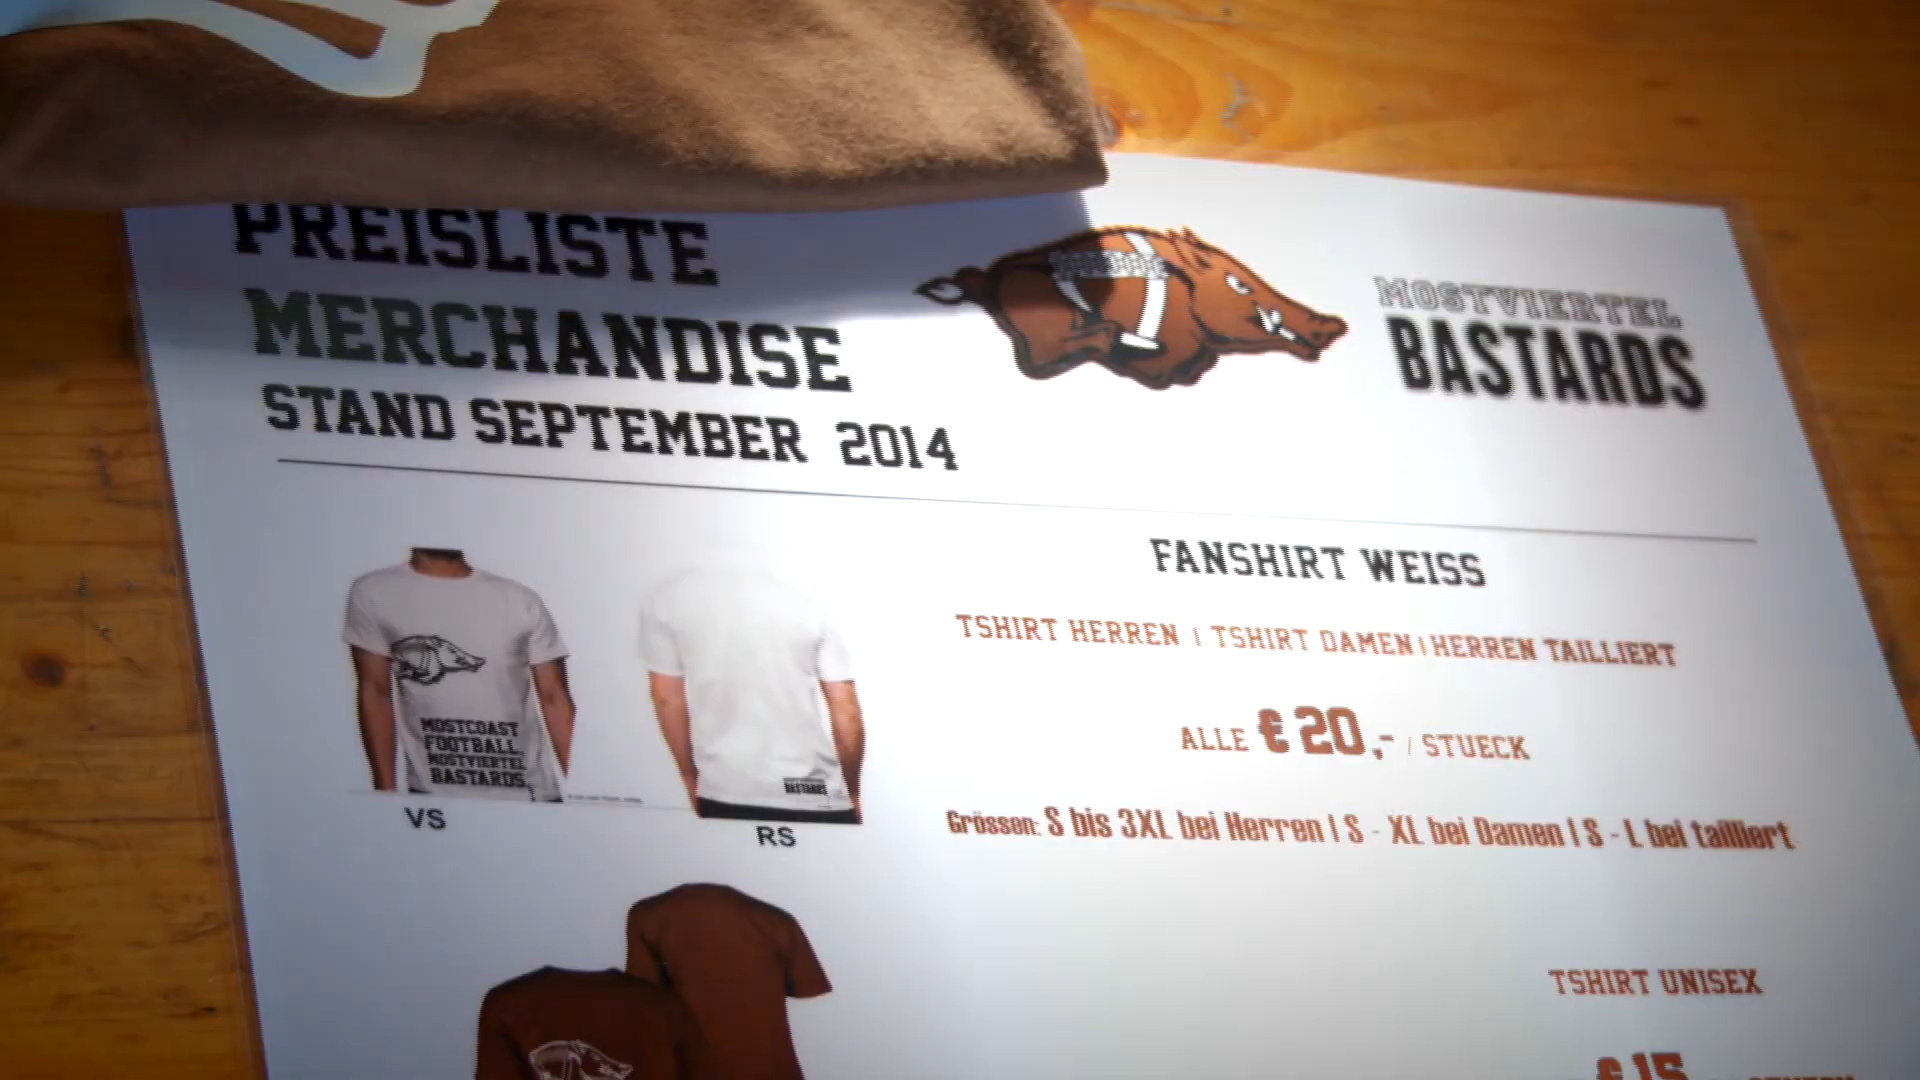 PREISLISTE
MERCHANDISE
STAND SEPTEMBER 2014
MOSTVIERTEL
BASTARDS
FANSHIRT WEISS
TSHIRT HERREN | TSHIRT DAMEN | HERREN TAILLIERT
ALLE € 20,- / STUECK
Grössen: S bis 3XL bei Herren | S - XL bei Damen | S - L bei tailliert
MOSTCOAST
FOOTBALL.
MOSTVIERTEL
BASTARDS.
BASTARDS
VS
RS
TSHIRT UNISEX
€ 15